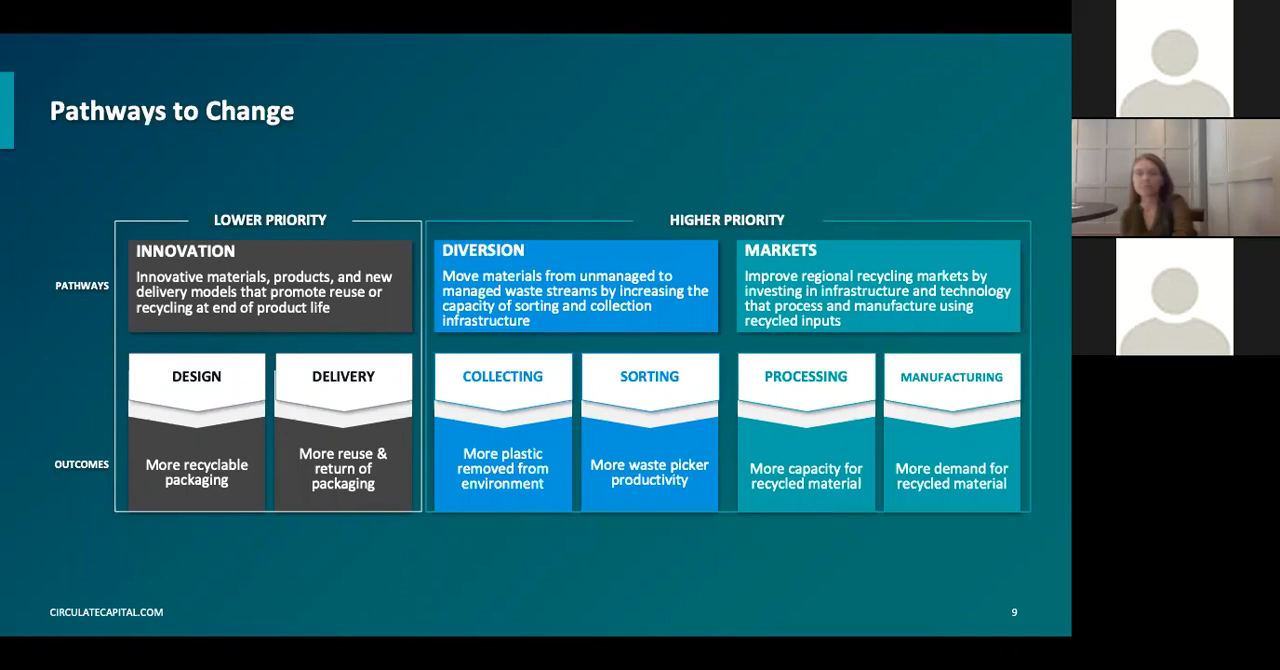 Pathways to Change
LOWER PRIORITY
HIGHER PRIORITY
PATHWAYS
INNOVATION
Innovative materials, products, and new
delivery models that promote reuse or
recycling at end of product life
DIVERSION
Move materials from unmanaged to
managed waste streams by increasing the
capacity of sorting and collection
infrastructure
MARKETS
Improve regional recycling markets by
investing in infrastructure and technology
that process and manufacture using
recycled inputs
DESIGN
DELIVERY
COLLECTING
SORTING
PROCESSING
MANUFACTURING
OUTCOMES
More recyclable
packaging
More reuse &
return of
packaging
More plastic
removed from
environment
More waste picker
productivity
More capacity for
recycled material
More demand for
recycled material
CIRCULATECAPITAL.COM
9